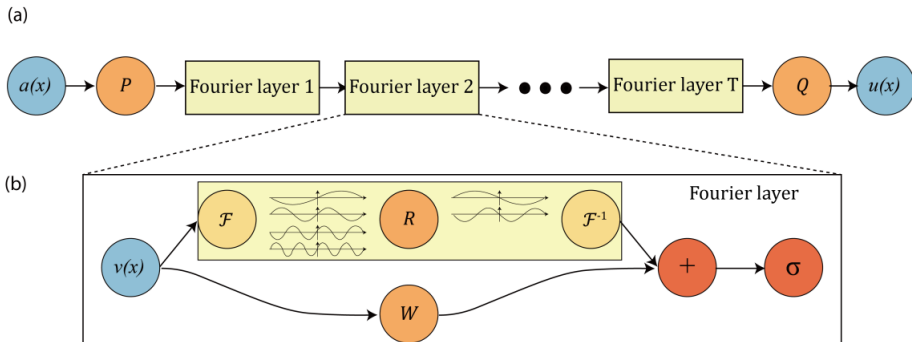 (a)
a(x) P Fourier layer 1 Fourier layer 2 ● ● ● Fourier layer T Q u(x)
(b)
Fourier layer
ℱ R ℱ⁻¹
v(x) + σ
W